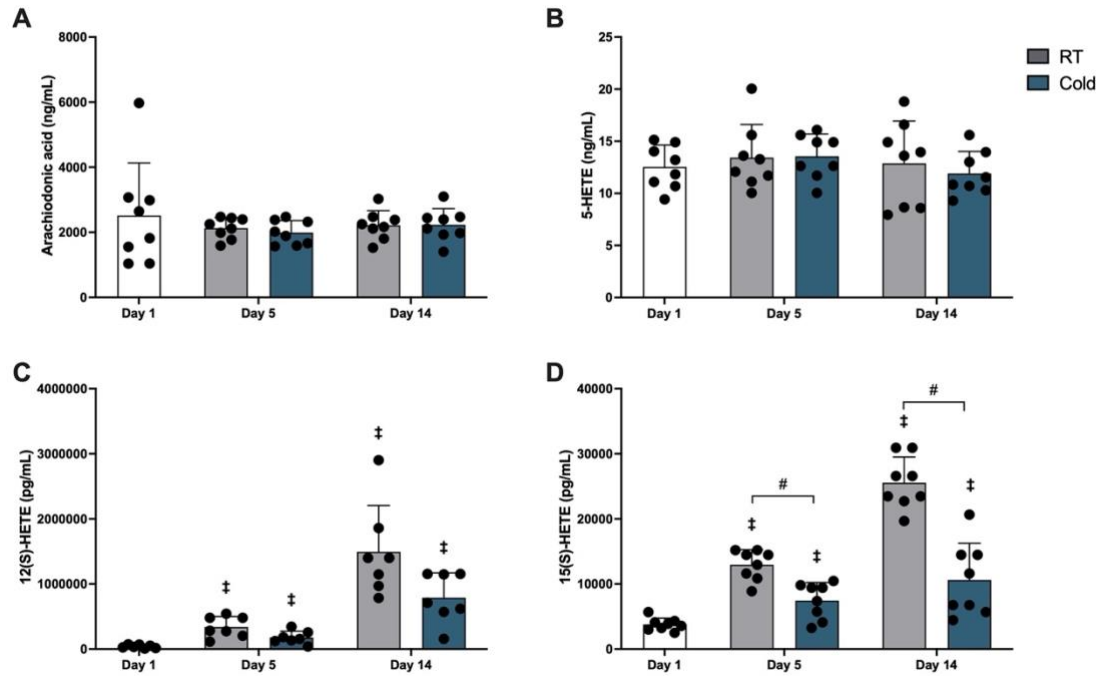 A
Arachiodonic acid (ng/mL)
8000
6000
4000
2000
0
Day 1
Day 5
Day 14
B
5-HETE (ng/mL)
25
20
15
10
5
0
Day 1
Day 5
Day 14
RT
Cold
C
12(S)-HETE (pg/mL)
4000000
3000000
2000000
1000000
0
‡
‡
‡
‡
Day 1
Day 5
Day 14
D
15(S)-HETE (pg/mL)
40000
30000
20000
10000
0
#
‡
‡
#
‡
‡
Day 1
Day 5
Day 14